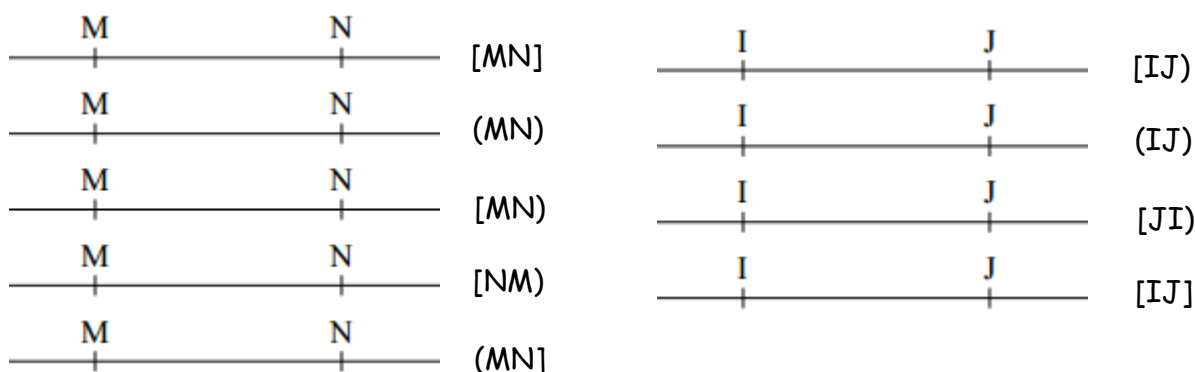 M N
[MN]
M N
(MN)
M N
[MN)
M N
[NM)
M N
(MN]
I J
[IJ)
I J
(IJ)
I J
[JI)
I J
[IJ]